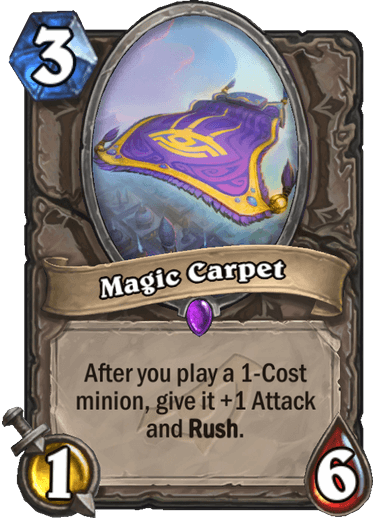 3
Magic Carpet
After you play a 1-Cost
minion, give it +1 Attack
and Rush.
1
6